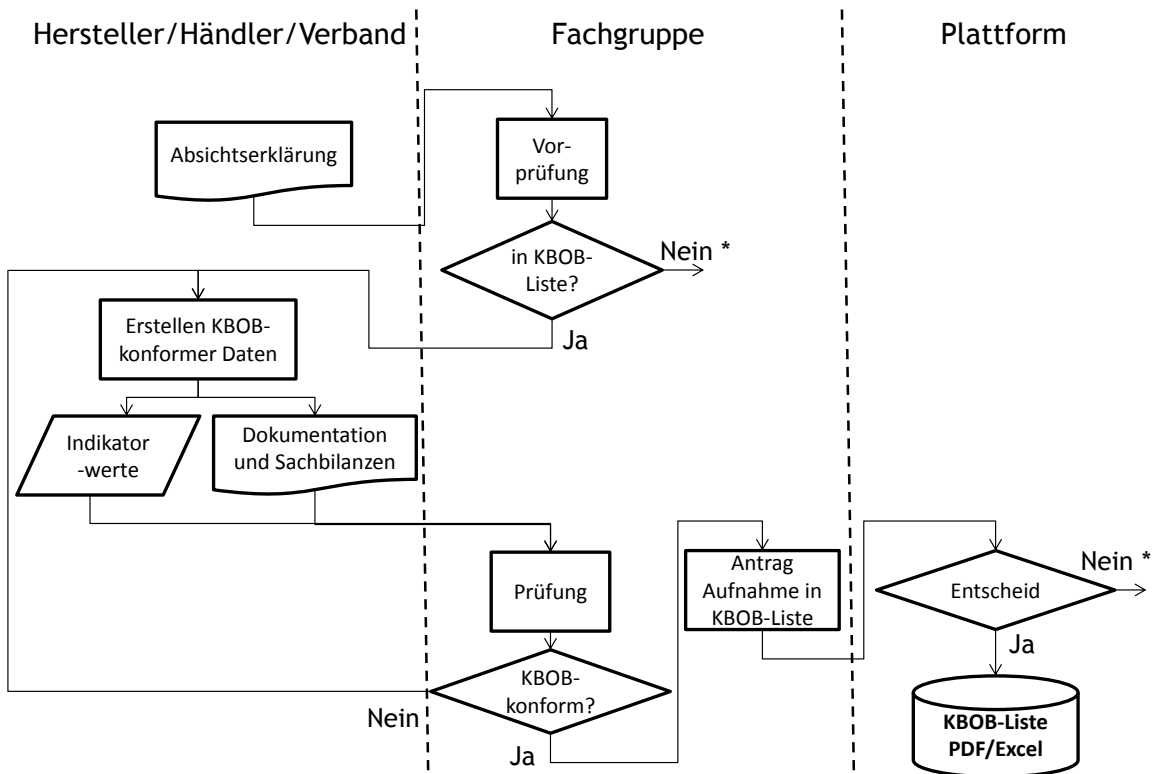 Hersteller/Händler/Verband
Fachgruppe
Plattform
Absichtserklärung
Vor-
prüfung
in KBOB-
Liste?
Nein *
Ja
Erstellen KBOB-
konformer Daten
Indikator
-werte
Dokumentation
und Sachbilanzen
Prüfung
KBOB-
konform?
Nein
Ja
Antrag
Aufnahme in
KBOB-Liste
Entscheid
Nein *
Ja
KBOB-Liste
PDF/Excel